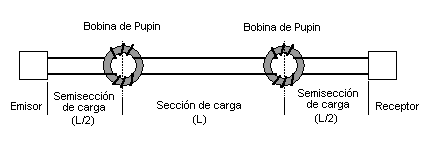 Bobina de Pupin
Bobina de Pupin
Emisor
Semisección
de carga
(L/2)
Sección de carga
(L)
Semisección
de carga
(L/2)
Receptor